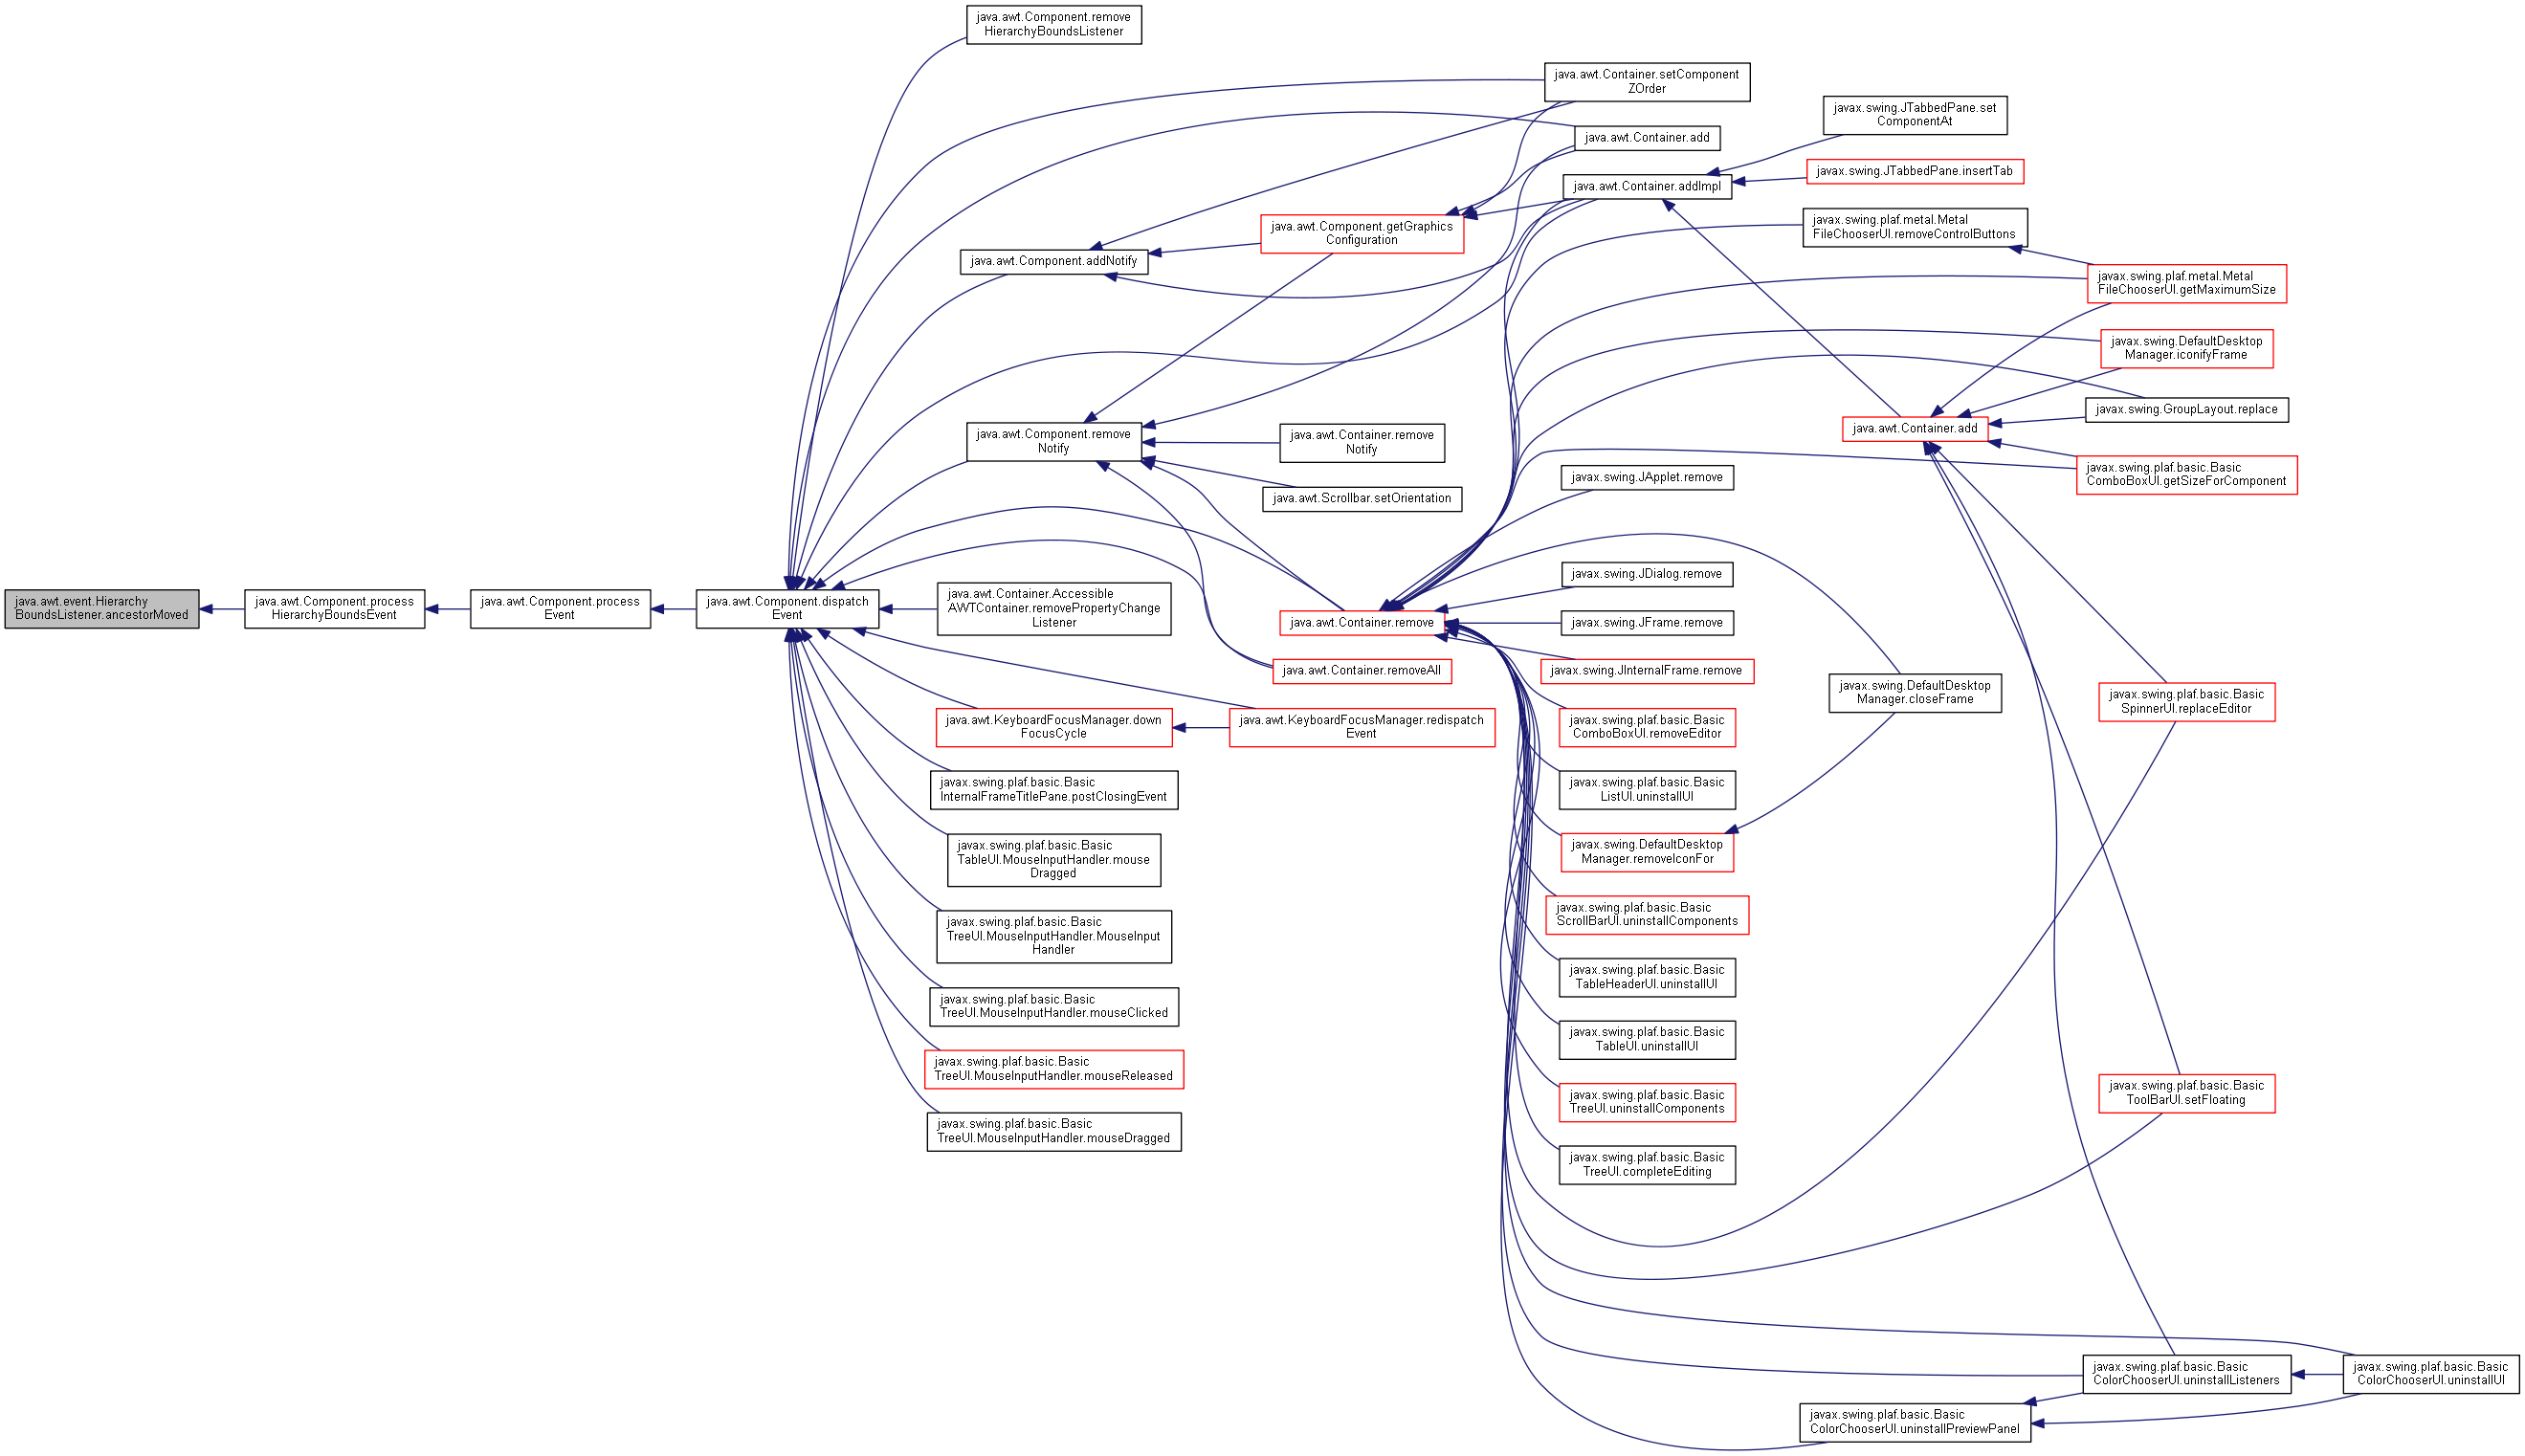 java.awt.Component.remove
HierarchyBoundsListener
java.awt.Container.setComponent
ZOrder
javax.swing.JTabbedPane.set
ComponentAt
java.awt.Container.add
javax.swing.JTabbedPane.insertTab
java.awt.Container.addImpl
javax.swing.plaf.metal.Metal
FileChooserUI.removeControlButtons
java.awt.Component.getGraphics
Configuration
java.awt.Component.addNotify
javax.swing.plaf.metal.Metal
FileChooserUI.getMaximumSize
javax.swing.DefaultDesktop
Manager.iconifyFrame
javax.swing.GroupLayout.replace
java.awt.Container.add
java.awt.Component.remove
Notify
java.awt.Container.remove
Notify
javax.swing.plaf.basic.Basic
ComboBoxUI.getSizeForComponent
javax.swing.JApplet.remove
java.awt.Scrollbar.setOrientation
javax.swing.JDialog.remove
java.awt.event.Hierarchy
BoundsListener.ancestorMoved
java.awt.Component.process
HierarchyBoundsEvent
java.awt.Component.process
Event
java.awt.Component.dispatch
Event
java.awt.Container.Accessible
AWTContainer.removePropertyChange
Listener
java.awt.Container.remove
javax.swing.JFrame.remove
java.awt.Container.removeAll
javax.swing.JInternalFrame.remove
javax.swing.DefaultDesktop
Manager.closeFrame
javax.swing.plaf.basic.Basic
SpinnerUI.replaceEditor
java.awt.KeyboardFocusManager.down
FocusCycle
java.awt.KeyboardFocusManager.redispatch
Event
javax.swing.plaf.basic.Basic
ComboBoxUI.removeEditor
javax.swing.plaf.basic.Basic
InternalFrameTitlePane.postClosingEvent
javax.swing.plaf.basic.Basic
ListUI.uninstallUI
javax.swing.plaf.basic.Basic
TableUI.MouseInputHandler.mouse
Dragged
javax.swing.DefaultDesktop
Manager.removeIconFor
javax.swing.plaf.basic.Basic
TreeUI.MouseInputHandler.MouseInput
Handler
javax.swing.plaf.basic.Basic
ScrollBarUI.uninstallComponents
javax.swing.plaf.basic.Basic
TreeUI.MouseInputHandler.mouseClicked
javax.swing.plaf.basic.Basic
TableHeaderUI.uninstallUI
javax.swing.plaf.basic.Basic
TableUI.uninstallUI
javax.swing.plaf.basic.Basic
TreeUI.MouseInputHandler.mouseReleased
javax.swing.plaf.basic.Basic
TreeUI.uninstallComponents
javax.swing.plaf.basic.Basic
ToolBarUI.setFloating
javax.swing.plaf.basic.Basic
TreeUI.MouseInputHandler.mouseDragged
javax.swing.plaf.basic.Basic
TreeUI.completeEditing
javax.swing.plaf.basic.Basic
ColorChooserUI.uninstallListeners
javax.swing.plaf.basic.Basic
ColorChooserUI.uninstallUI
javax.swing.plaf.basic.Basic
ColorChooserUI.uninstallPreviewPanel